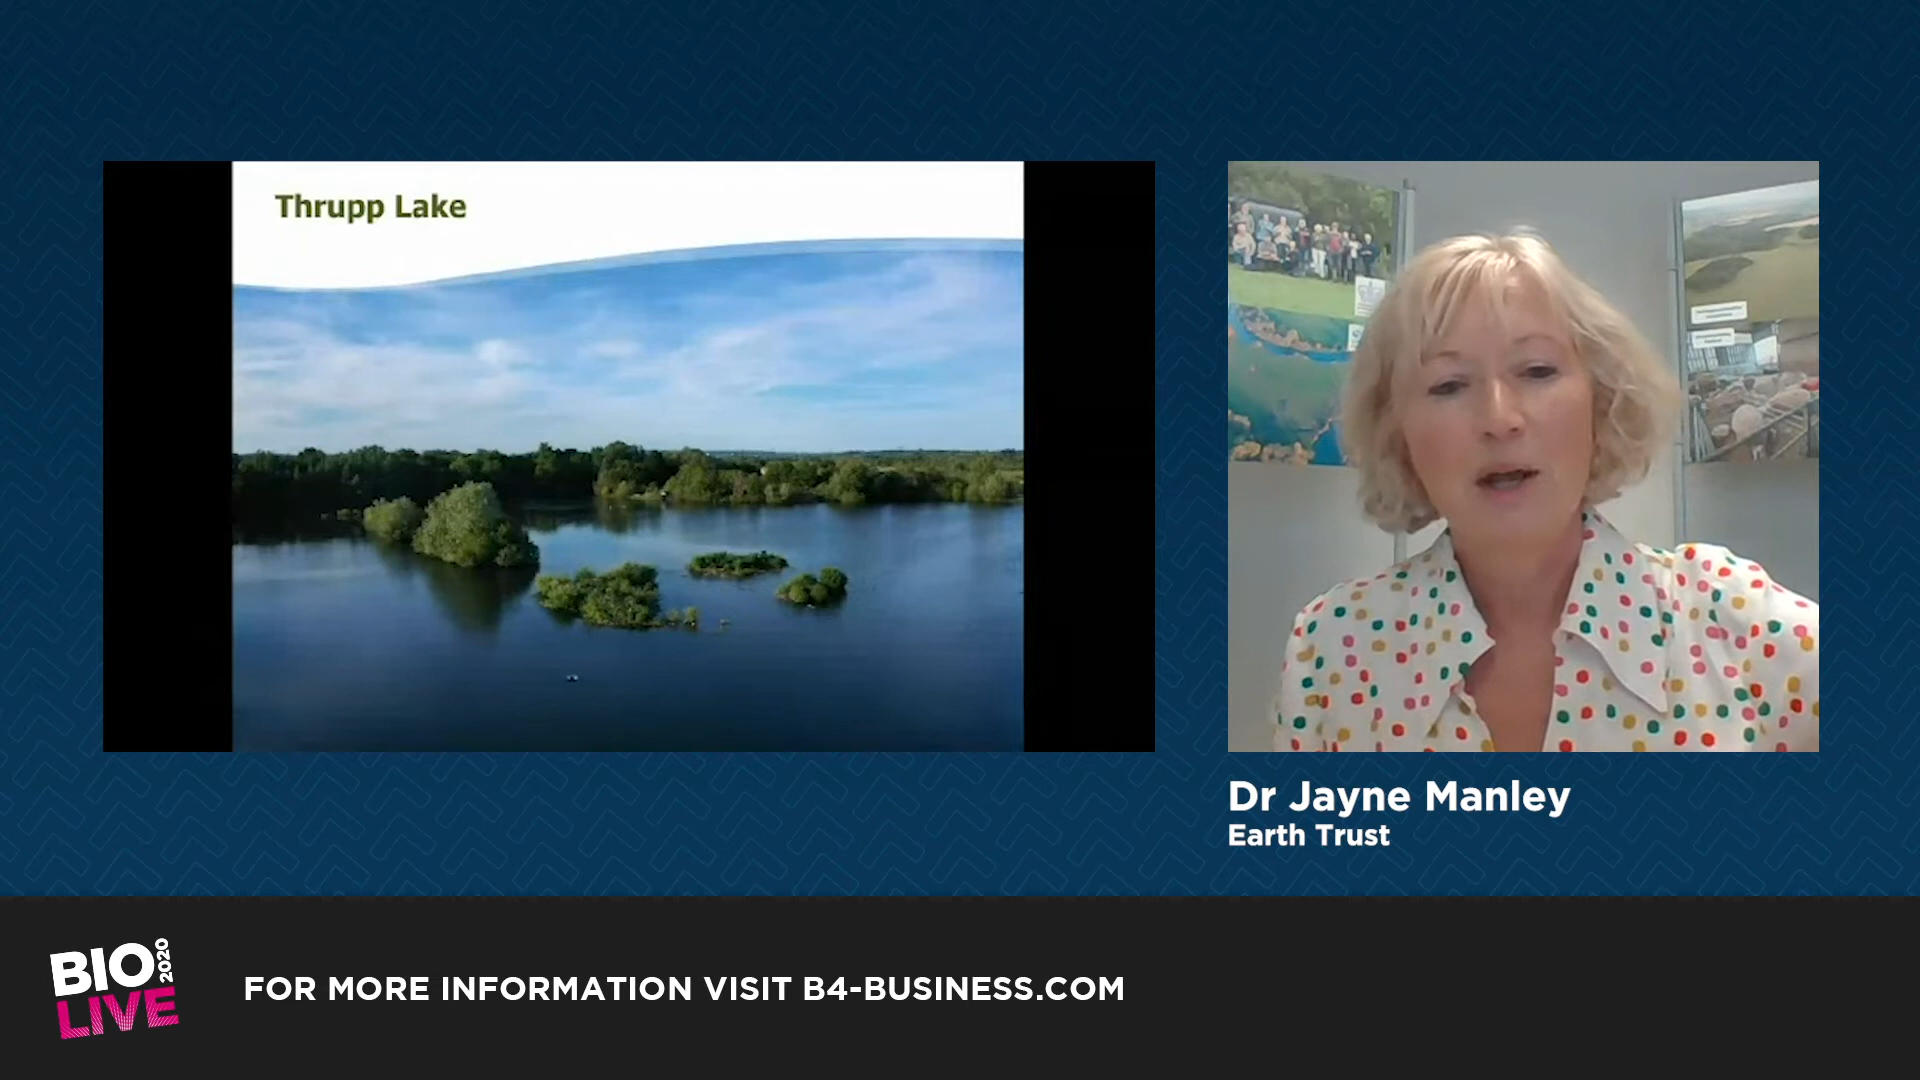 Thrupp Lake
Dr Jayne Manley
Earth Trust
BIO 2020
LIVE
FOR MORE INFORMATION VISIT B4-BUSINESS.COM